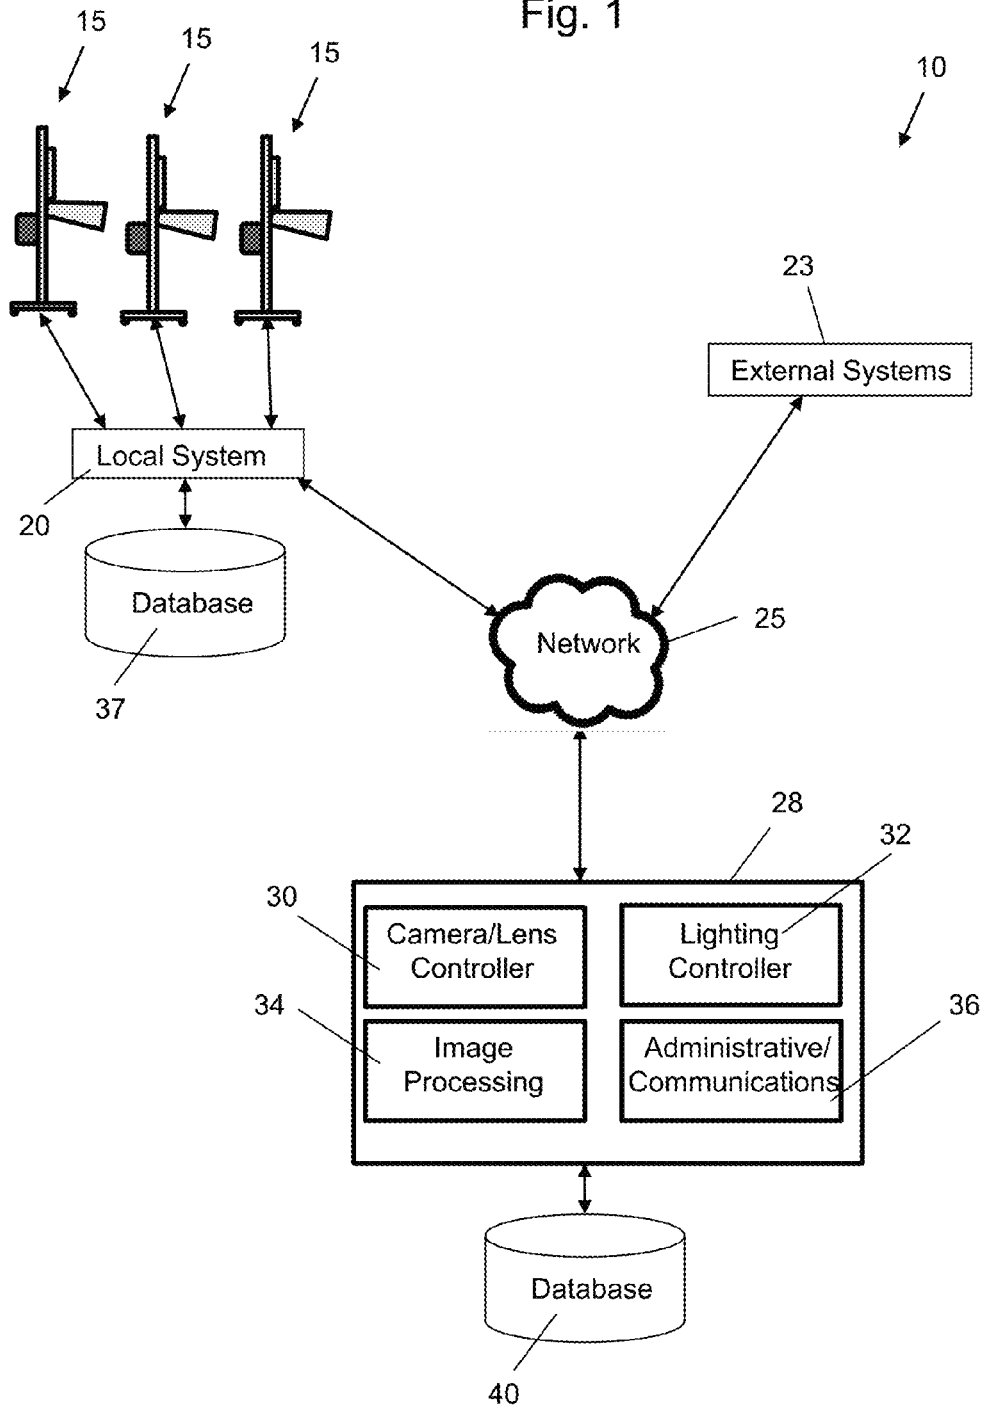 Fig. 1
15
15
15
10
23
External Systems
Local System
20
Database
37
Network
25
28
32
30
Camera/Lens
Controller
Lighting
Controller
34
36
Image
Processing
Administrative/
Communications
Database
40